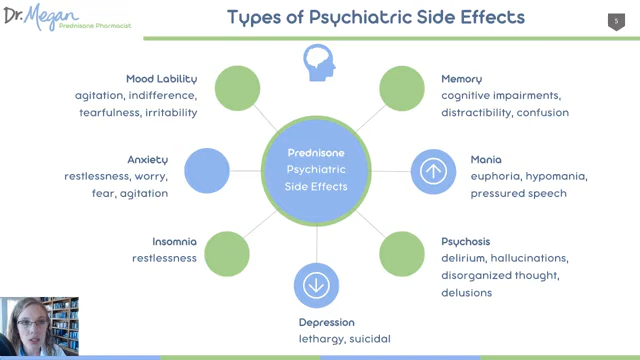 Dr. Megan
Prednisone Pharmacist
Types of Psychiatric Side Effects
5
Mood Lability
agitation, indifference,
tearfulness, irritability
Memory
cognitive impairments,
distractibility, confusion
Anxiety
restlessness, worry,
fear, agitation
Prednisone
Psychiatric
Side Effects
Mania
euphoria, hypomania,
pressured speech
Insomnia
restlessness
Psychosis
delirium, hallucinations,
disorganized thought,
delusions
Depression
lethargy, suicidal